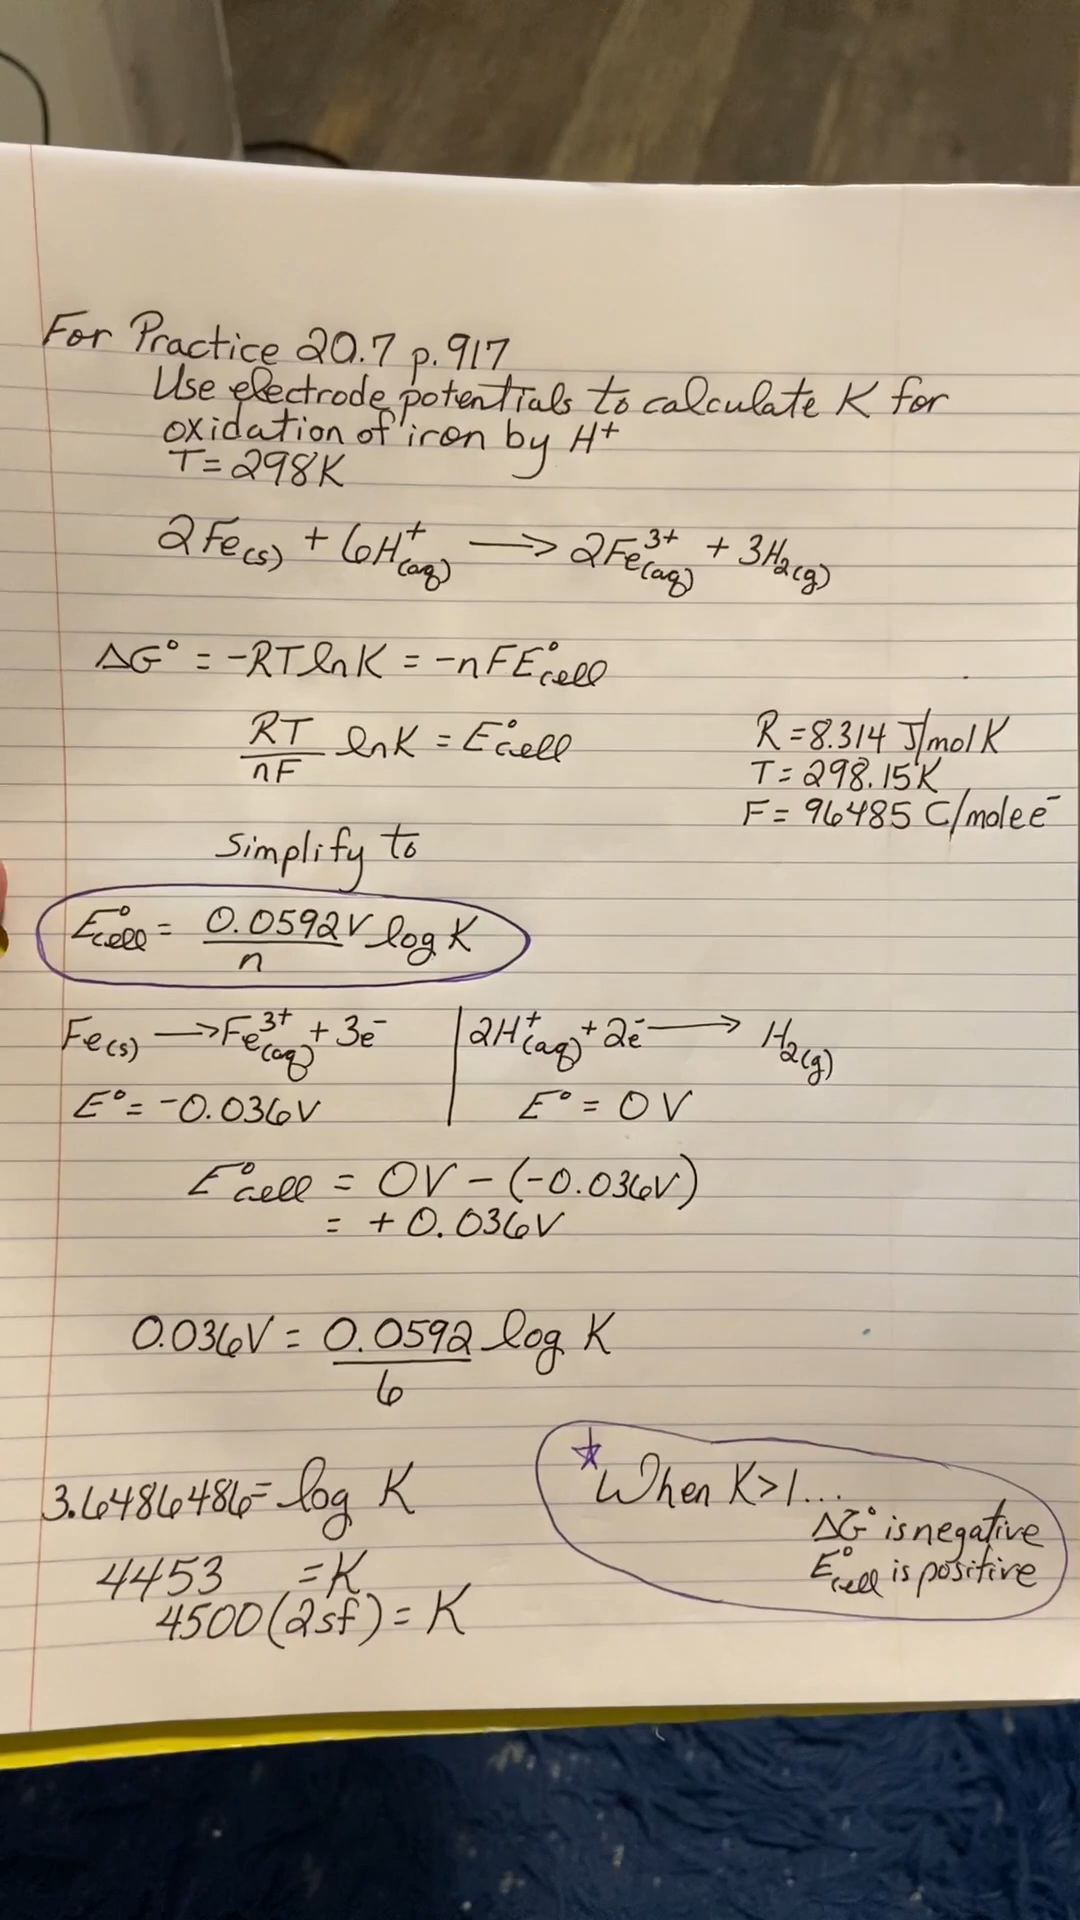 For Practice 20.7 p.917
Use electrode potentials to calculate K for
oxidation of iron by H⁺
T = 298K
2Fe(s) + 6H⁺(aq) ⟶ 2Fe³⁺(aq) + 3H₂(g)
ΔG° = -RT lnK = -nFE°cell
RT/nF lnK = E°cell
R = 8.314 J/mol K
T = 298.15K
F = 96485 C/mole e⁻
Simplify to
E°cell = 0.0592V/n log K
Fe(s) ⟶ Fe³⁺(aq) + 3e⁻ | 2H⁺(aq) + 2e⁻ ⟶ H₂(g)
E° = -0.036V | E° = 0V
E°cell = 0V - (-0.036V)
= +0.036V
0.036V = 0.0592/6 log K
3.6486486 = log K
4453 = K
4500 (2sf) = K
★ When K>1...
ΔG° is negative
E°cell is positive